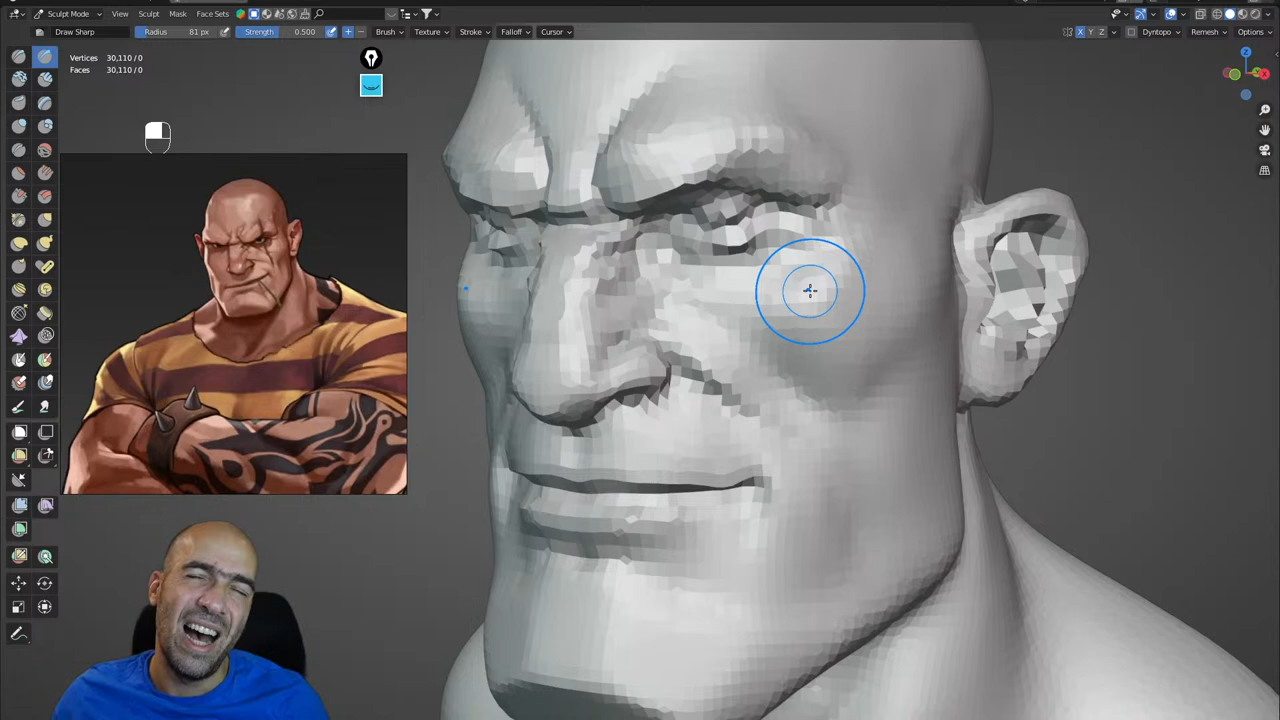 Sculpt Mode View Sculpt Mask Face Sets
Draw Sharp Radius 81 px Strength 0.500 Brush Texture Stroke Falloff Cursor X Y Z Dyntopo Remesh Options
Vertices 30,110 / 0
Faces 30,110 / 0
Z
X